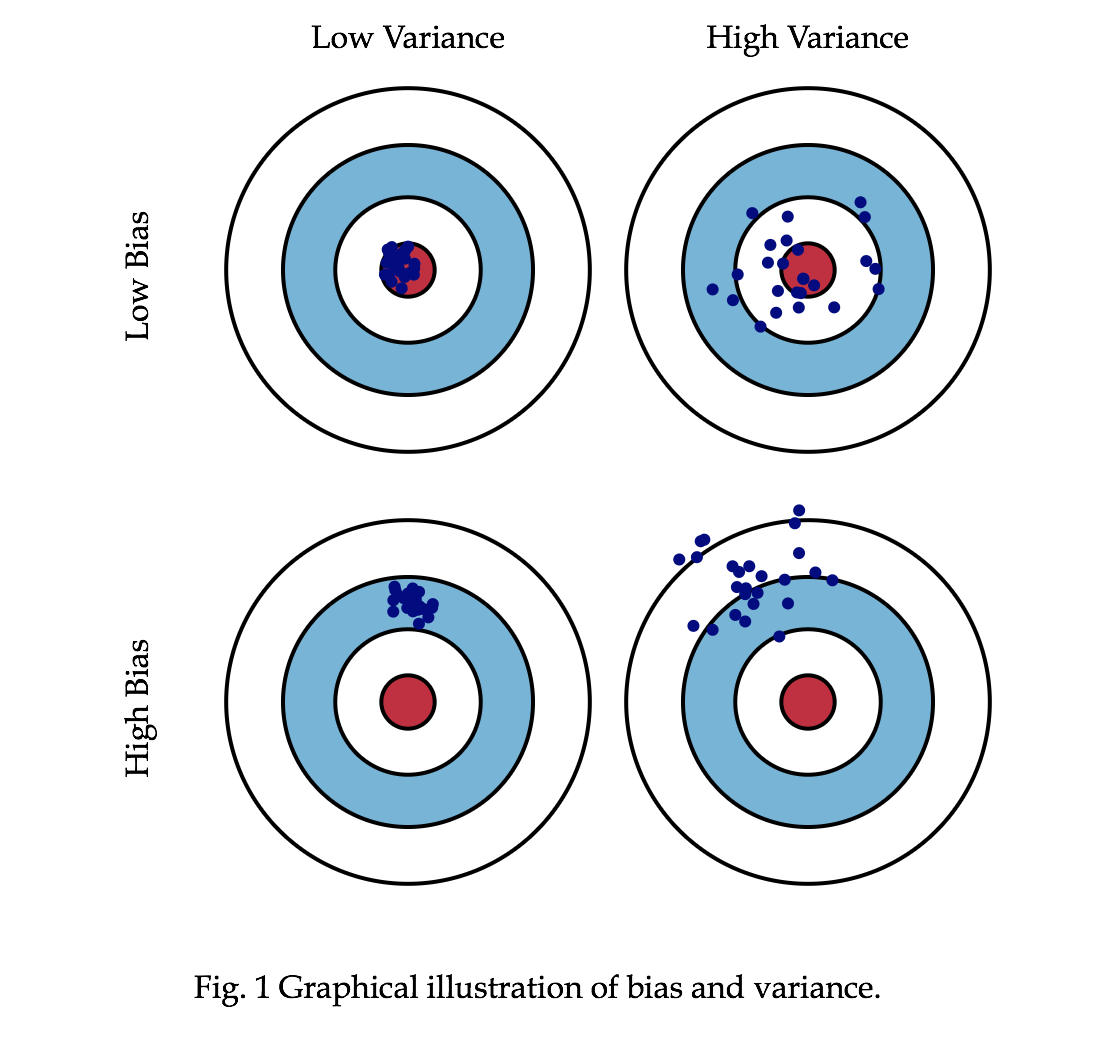 Low Variance
High Variance
Low Bias
High Bias
Fig. 1 Graphical illustration of bias and variance.